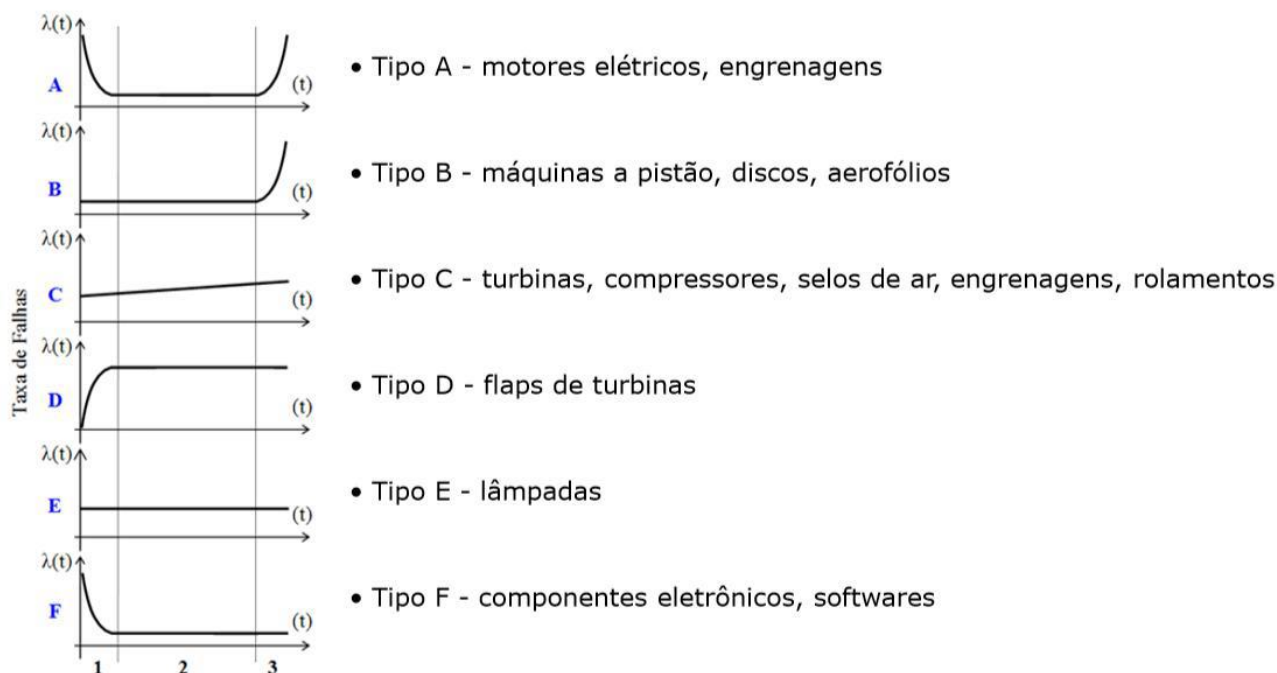 Taxa de Falhas
λ(t)
A
(t)
• Tipo A - motores elétricos, engrenagens
λ(t)
B
(t)
• Tipo B - máquinas a pistão, discos, aerofólios
λ(t)
C
(t)
• Tipo C - turbinas, compressores, selos de ar, engrenagens, rolamentos
λ(t)
D
(t)
• Tipo D - flaps de turbinas
λ(t)
E
(t)
• Tipo E - lâmpadas
λ(t)
F
(t)
• Tipo F - componentes eletrônicos, softwares
1 2 3